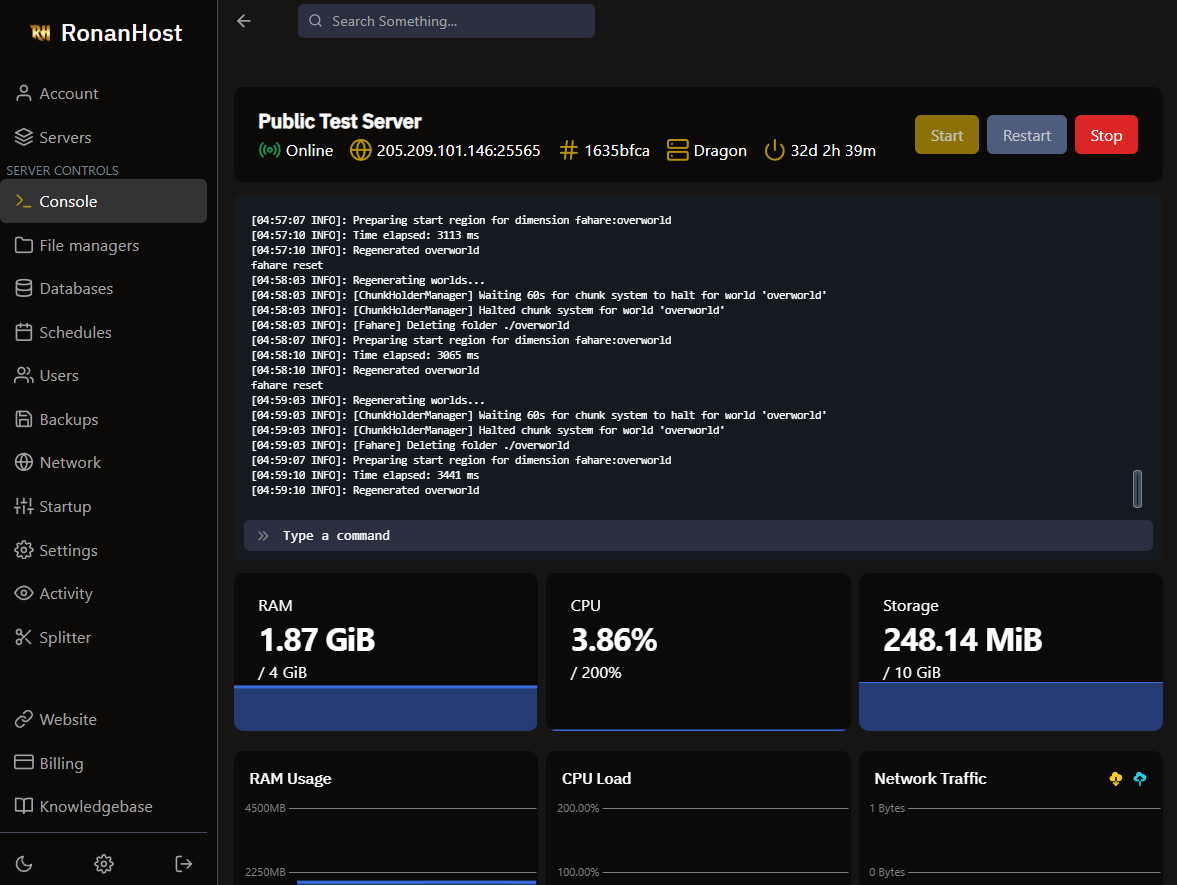 RH RonanHost
Search Something...
Account
Servers
SERVER CONTROLS
Console
File managers
Databases
Schedules
Users
Backups
Network
Startup
Settings
Activity
Splitter
Website
Billing
Knowledgebase
Public Test Server
Online 205.209.101.146:25565 1635bfca Dragon 32d 2h 39m
Start Restart Stop
[04:57:07 INFO]: Preparing start region for dimension fahare:overworld
[04:57:10 INFO]: Time elapsed: 3113 ms
[04:57:10 INFO]: Regenerated overworld
fahare reset
[04:58:03 INFO]: Regenerating worlds...
[04:58:03 INFO]: [ChunkHolderManager] Waiting 60s for chunk system to halt for world 'overworld'
[04:58:03 INFO]: [ChunkHolderManager] Halted chunk system for world 'overworld'
[04:58:03 INFO]: [Fahare] Deleting folder ./overworld
[04:58:07 INFO]: Preparing start region for dimension fahare:overworld
[04:58:10 INFO]: Time elapsed: 3065 ms
[04:58:10 INFO]: Regenerated overworld
fahare reset
[04:59:03 INFO]: Regenerating worlds...
[04:59:03 INFO]: [ChunkHolderManager] Waiting 60s for chunk system to halt for world 'overworld'
[04:59:03 INFO]: [ChunkHolderManager] Halted chunk system for world 'overworld'
[04:59:03 INFO]: [Fahare] Deleting folder ./overworld
[04:59:07 INFO]: Preparing start region for dimension fahare:overworld
[04:59:10 INFO]: Time elapsed: 3441 ms
[04:59:10 INFO]: Regenerated overworld
Type a command
RAM
1.87 GiB
/ 4 GiB
CPU
3.86%
/ 200%
Storage
248.14 MiB
/ 10 GiB
RAM Usage
4500MB
2250MB
CPU Load
200.00%
100.00%
Network Traffic
1 Bytes
0 Bytes